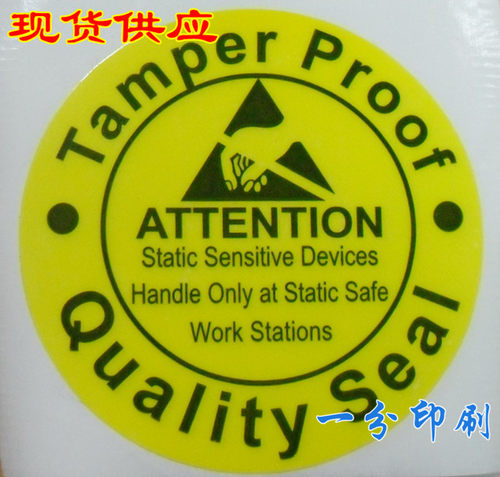 现货供应
Tamper Proof
ATTENTION
Static Sensitive Devices
Handle Only at Static Safe
Work Stations
Quality Seal
一分印刷